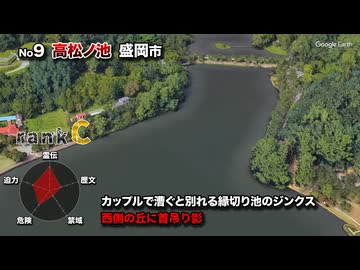 No9 高松ノ池 盛岡市
Google Earth
rank C
霊伝
迫力
歴文
危険
禁域
カップルで漕ぐと別れる縁切り池のジンクス
西側の丘に首吊り影